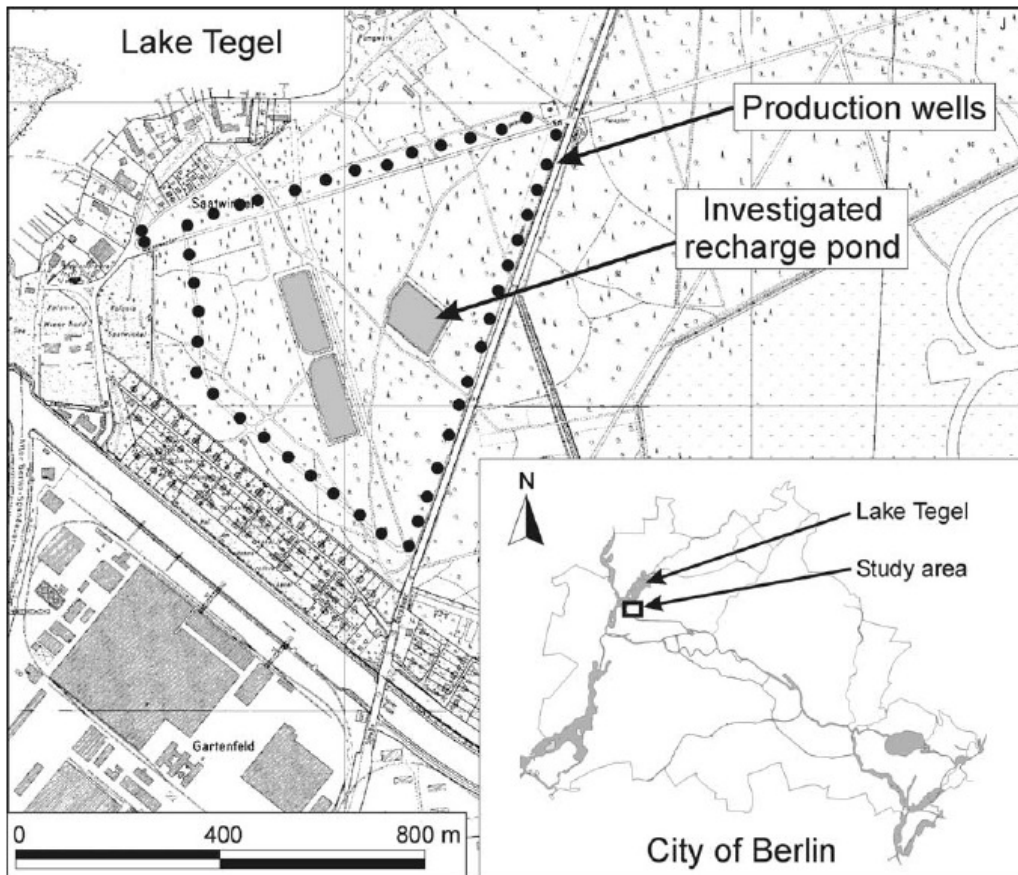 Lake Tegel
Production wells
Saatwinkel
Investigated
recharge pond
N
Lake Tegel
Study area
Gartenfeld
0 400 800 m
City of Berlin